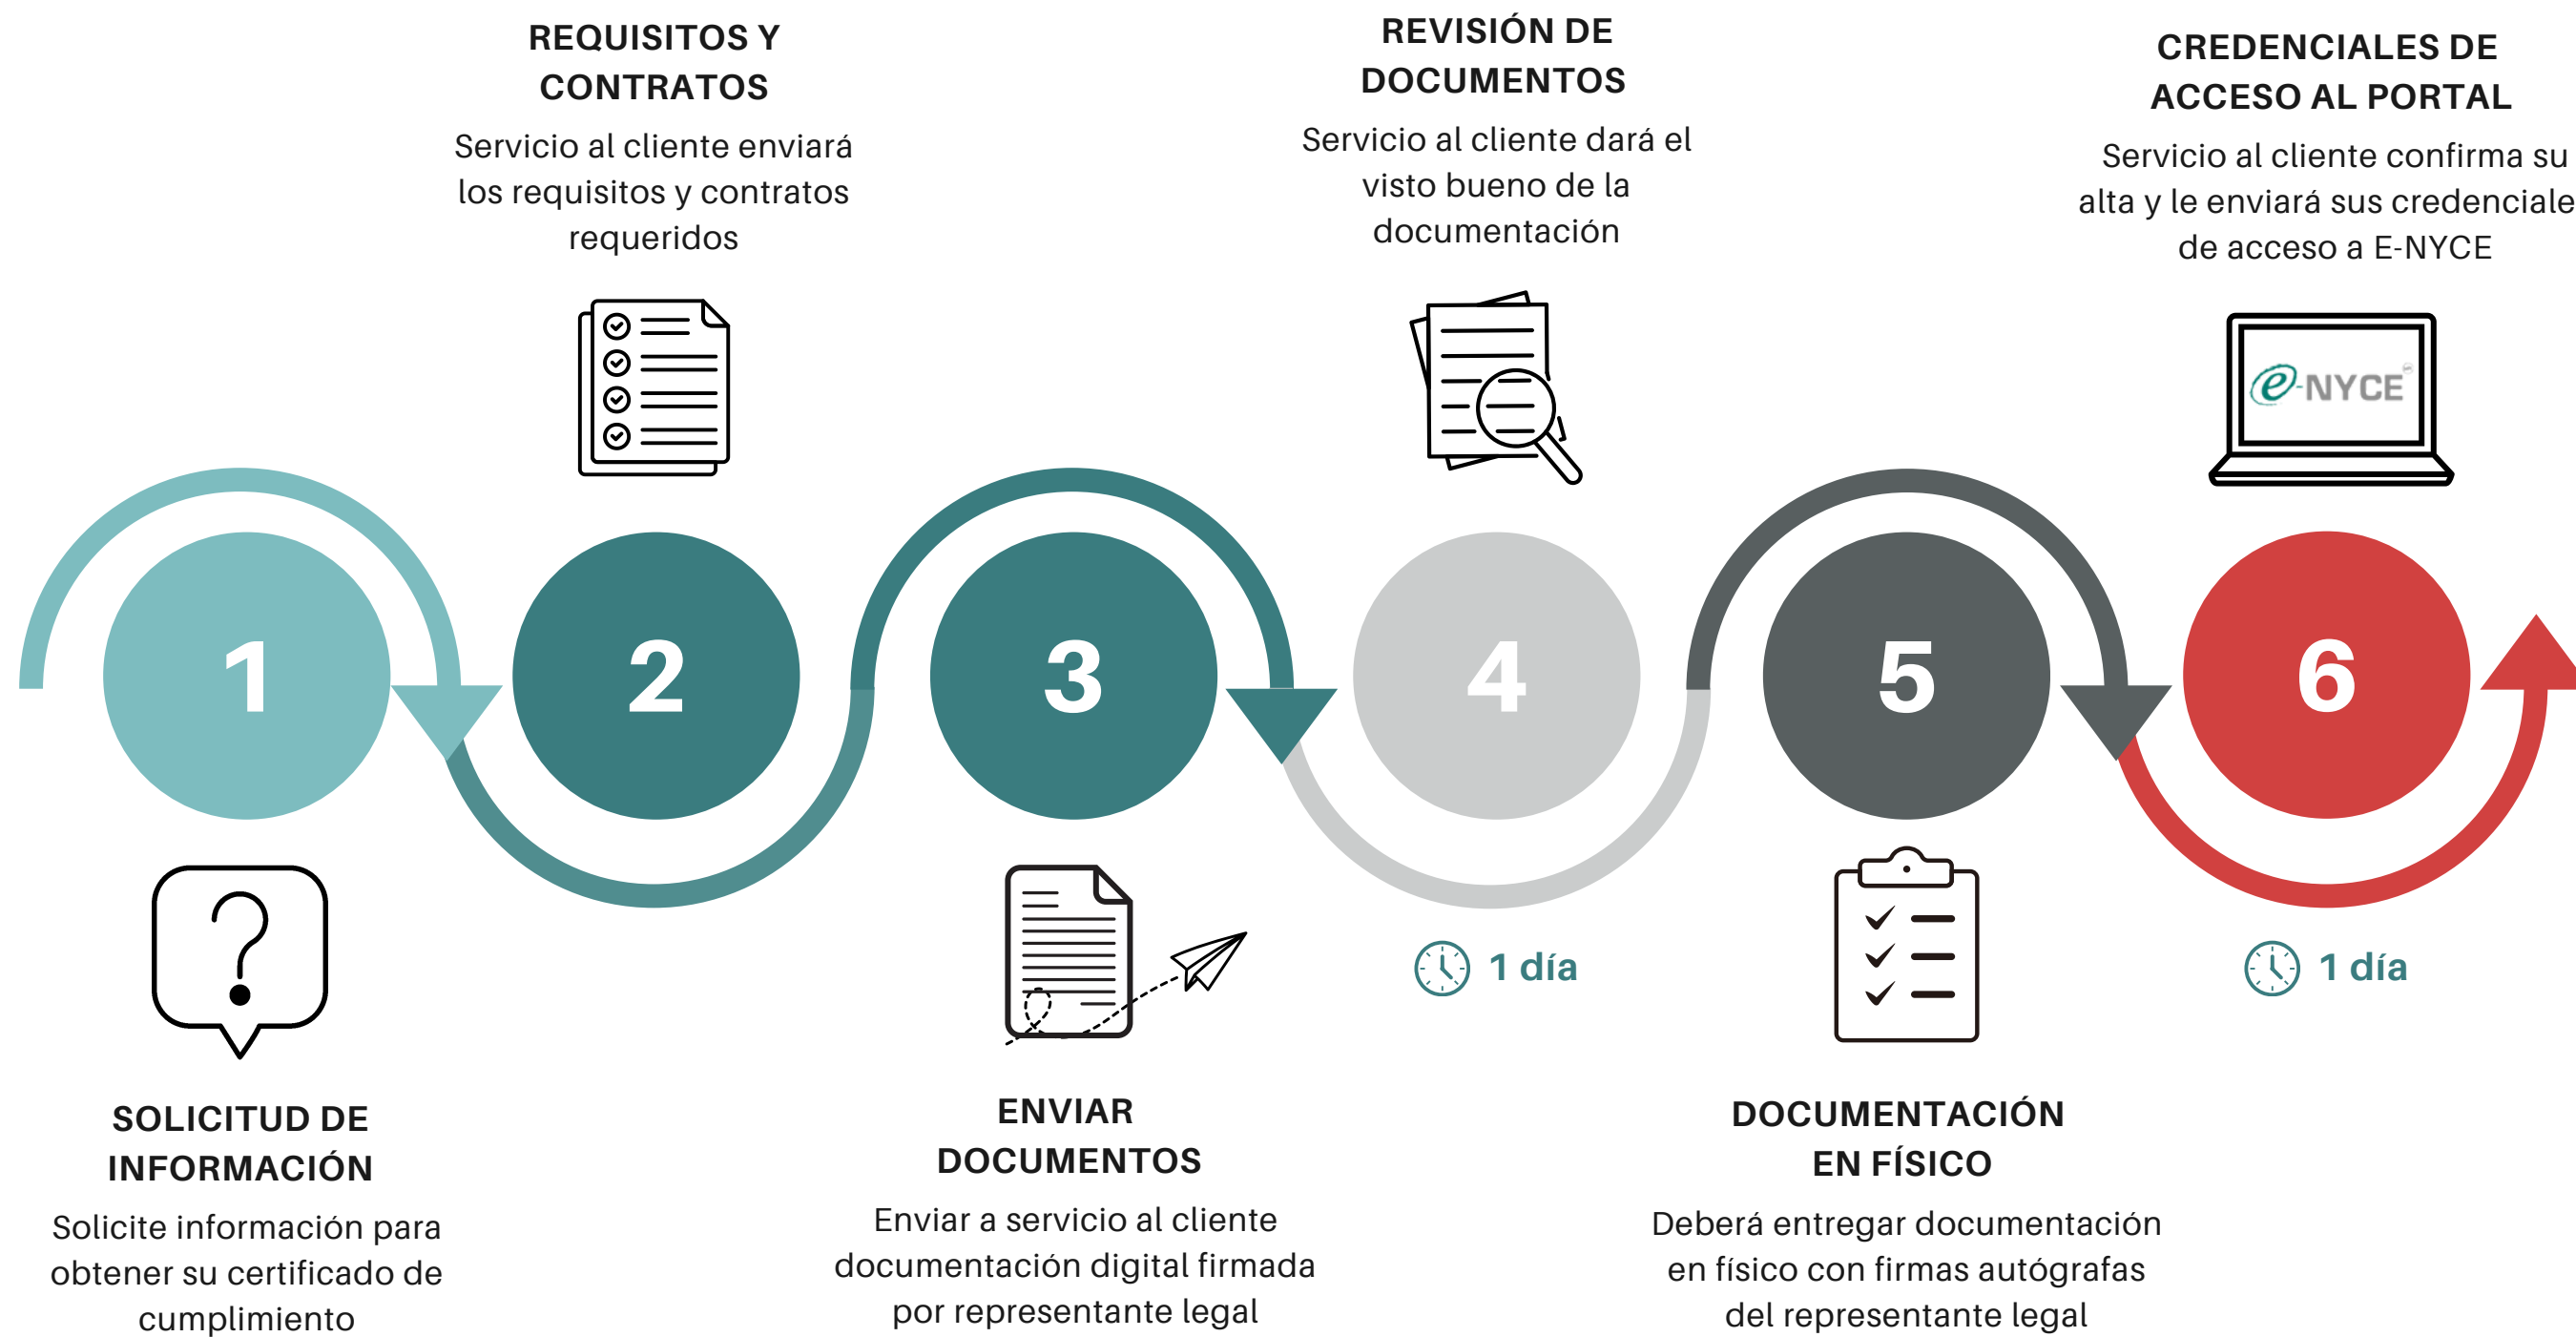 REQUISITOS Y
CONTRATOS
Servicio al cliente enviará
los requisitos y contratos
requeridos
REVISIÓN DE
DOCUMENTOS
Servicio al cliente dará el
visto bueno de la
documentación
CREDENCIALES DE
ACCESO AL PORTAL
Servicio al cliente confirma su
alta y le enviará sus credenciale
de acceso a E-NYCE
e-NYCE
1
2
3
4
5
6
1 día
1 día
SOLICITUD DE
INFORMACIÓN
Solicite información para
obtener su certificado de
cumplimiento
ENVIAR
DOCUMENTOS
Enviar a servicio al cliente
documentación digital firmada
por representante legal
DOCUMENTACIÓN
EN FÍSICO
Deberá entregar documentación
en físico con firmas autógrafas
del representante legal